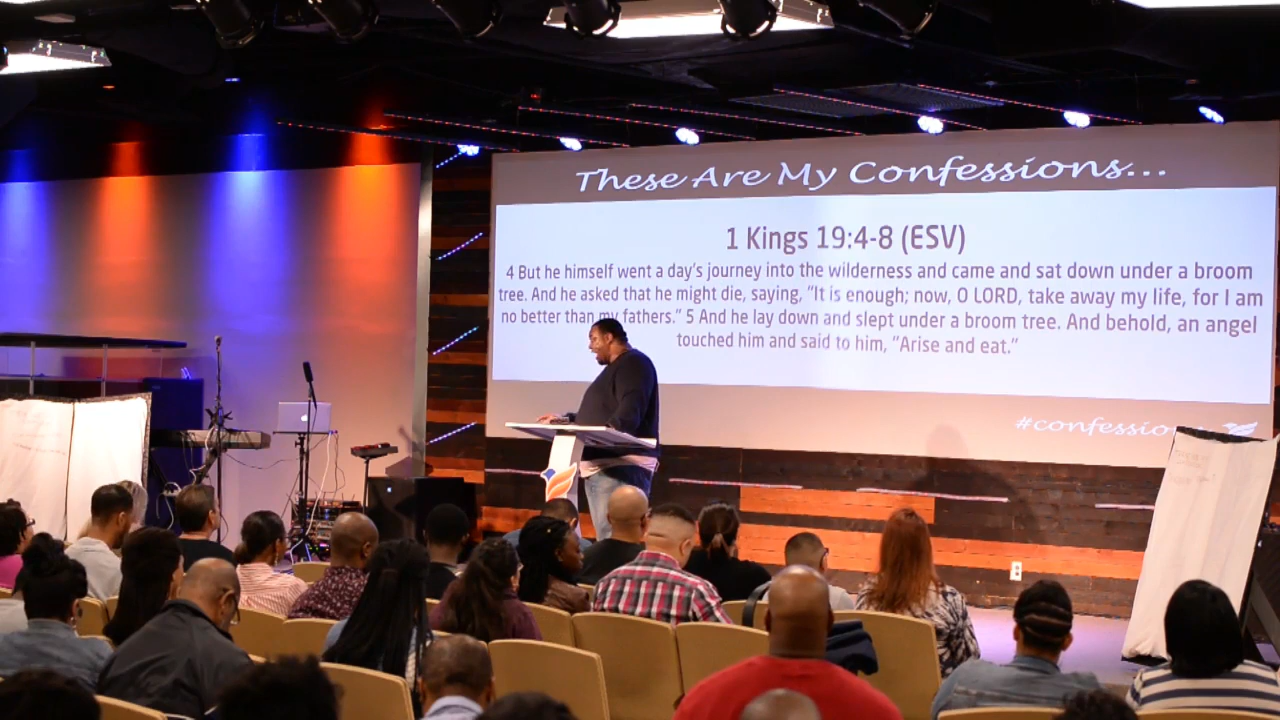 These Are My Confessions...
1 Kings 19:4-8 (ESV)
4 But he himself went a day's journey into the wilderness and came and sat down under a broom
tree. And he asked that he might die, saying, "It is enough; now, O LORD, take away my life, for I am
no better than my fathers." 5 And he lay down and slept under a broom tree. And behold, an angel
touched him and said to him, "Arise and eat."